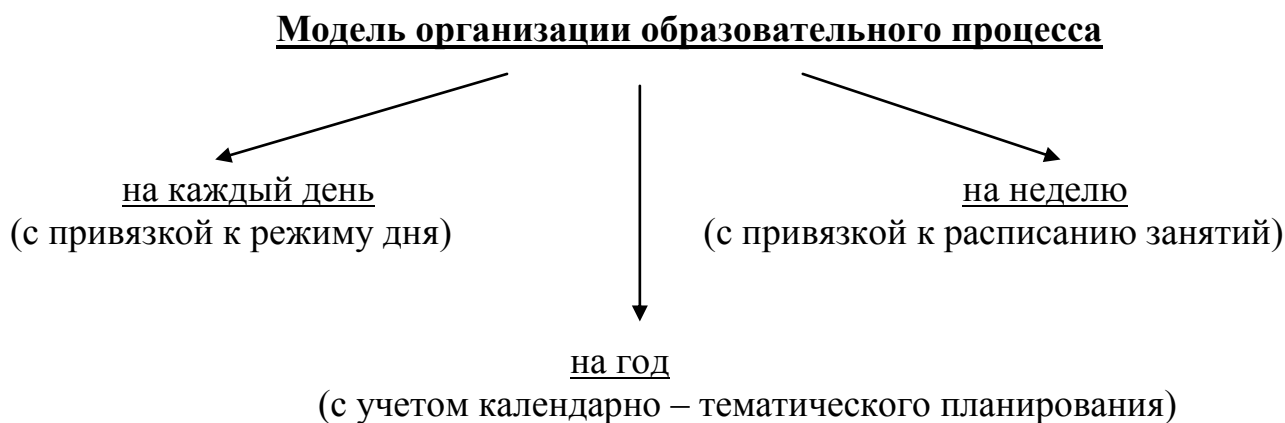 Модель организации образовательного процесса
на каждый день
(с привязкой к режиму дня)
на неделю
(с привязкой к расписанию занятий)
на год
(с учетом календарно – тематического планирования)